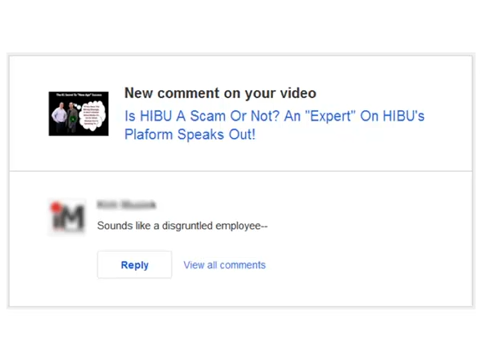 New comment on your video
Is HIBU A Scam Or Not? An "Expert" On HIBU's
Plaform Speaks Out!
iM
Sounds like a disgruntled employee--
Reply View all comments